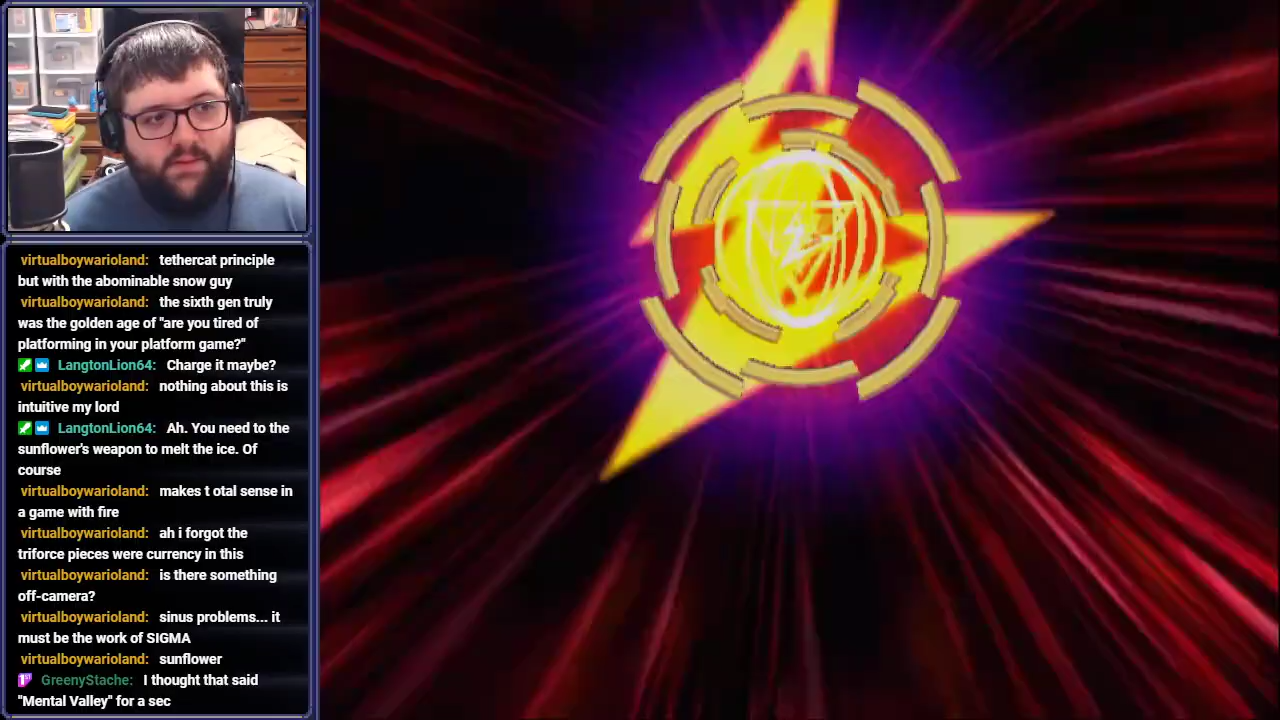 virtualboywarioland: tethercat principle
but with the abominable snow guy
virtualboywarioland: the sixth gen truly
was the golden age of "are you tired of
platforming in your platform game?"
LangtonLion64: Charge it maybe?
virtualboywarioland: nothing about this is
intuitive my lord
LangtonLion64: Ah. You need to the
sunflower's weapon to melt the ice. Of
course
virtualboywarioland: makes t otal sense in
a game with fire
virtualboywarioland: ah i forgot the
triforce pieces were currency in this
virtualboywarioland: is there something
off-camera?
virtualboywarioland: sinus problems... it
must be the work of SIGMA
virtualboywarioland: sunflower
1ST GreenyStache: I thought that said
"Mental Valley" for a sec